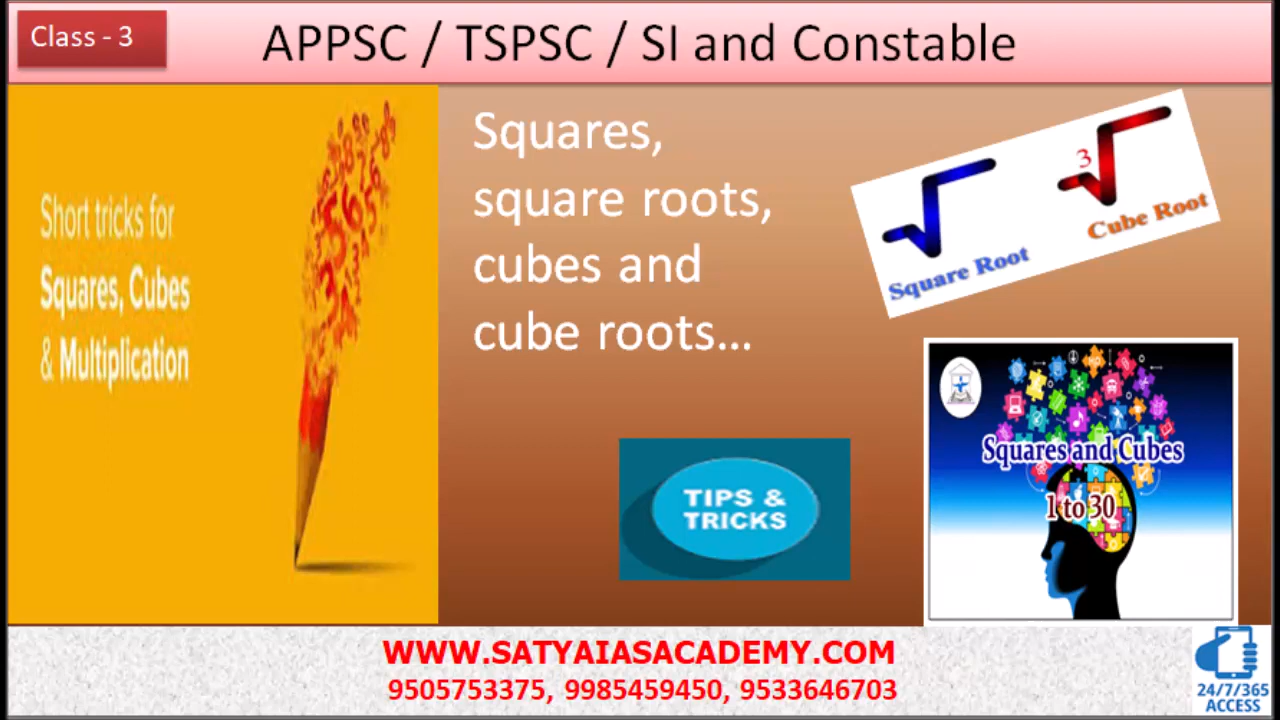 Class - 3
APPSC / TSPSC / SI and Constable
Short tricks for
Squares, Cubes
& Multiplication
Squares,
square roots,
cubes and
cube roots...
3
Square Root
Cube Root
TIPS &
TRICKS
Squares and Cubes
1 to 30
WWW.SATYAIASACADEMY.COM
9505753375, 9985459450, 9533646703
24/7/365
ACCESS